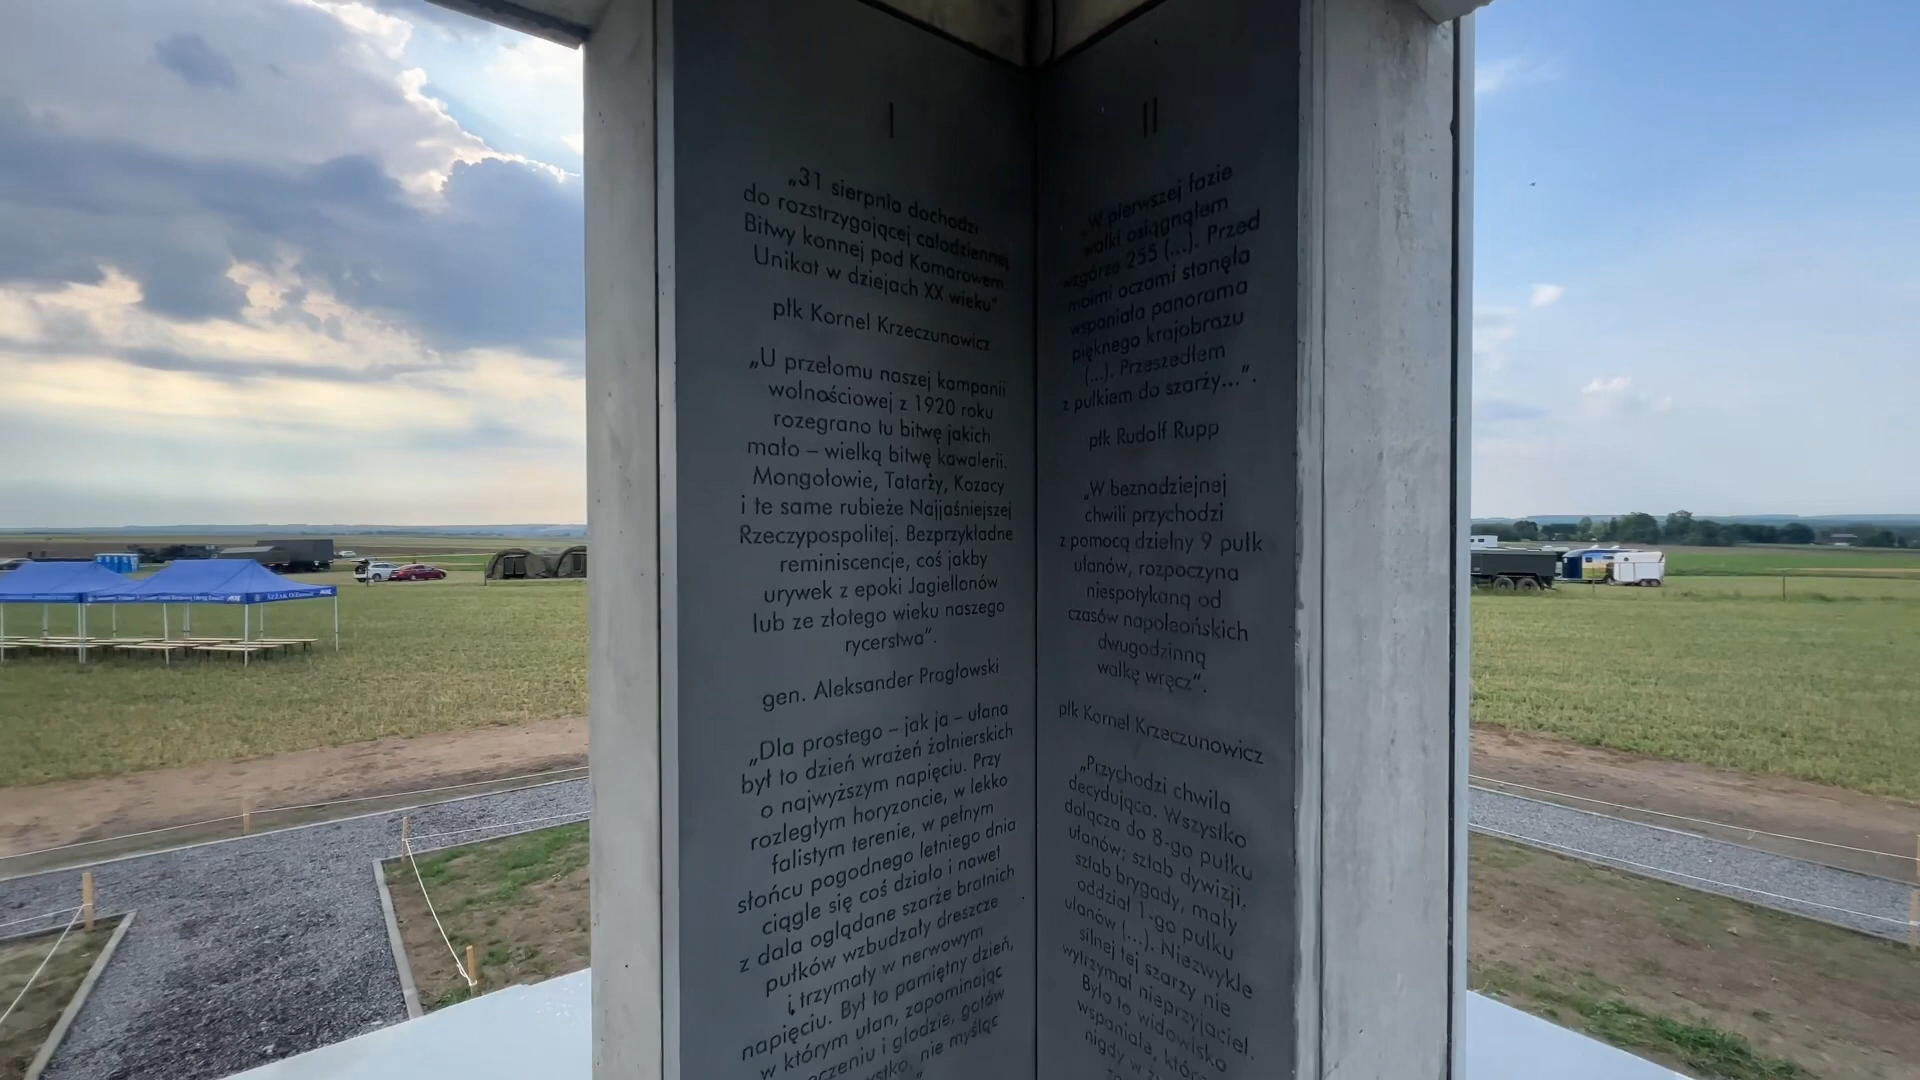 I
„31 sierpnia dochodzi
do rozstrzygającej całodziennej
Bitwy konnej pod Komarowem.
Unikat w dziejach XX wieku”
płk Kornel Krzeczunowicz
„U przełomu naszej kampanii
wolnościowej z 1920 roku
rozegrano tu bitwę jakich
mało – wielką bitwę kawalerii.
Mongołowie, Tatarży, Kozacy
i te same rubieże Najjaśniejszej
Rzeczypospolitej. Bezprzykładne
reminiscencje, coś jakby
urywek z epoki Jagiellonów
lub ze złotego wieku naszego
rycerstwa”.
gen. Aleksander Pragłowski
„Dla prostego – jak ja – ułana
był to dzień wrażeń żołnierskich
o najwyższym napięciu. Przy
rozległym horyzoncie, w lekko
falistym terenie, w pełnym
słońcu pogodnego letniego dnia
ciągle się coś działo i nawet
z dala oglądane szarże bratnich
pułków wzbudzały dreszcze
i trzymały w nerwowym
napięciu. Był to pamiętny dzień,
w którym ułan, zapominając
i głodzie, gotów
nie myśląc
II
„W pierwszej fazie
walki osiągnąłem
wzgórze 255 (...). Przed
moimi oczami stanęła
wspaniała panorama
pięknego krajobrazu
(...). Przeszedłem
z pułkiem do szarży...”.
płk Rudolf Rupp
„W beznadziejnej
chwili przychodzi
z pomocą dzielny 9 pułk
ułanów, rozpoczyna
niespotykaną od
czasów napoleońskich
dwugodzinną
walkę wręcz”.
płk Kornel Krzeczunowicz
„Przychodzi chwila
decydująca. Wszystko
dołącza do 8-go pułku
ułanów; sztab dywizji,
sztab brygady, mały
oddział 1-go pułku
ułanów (...). Niezwykle
silnej tej szarży nie
wytrzymał nieprzyjaciel.
Było to widowisko
wspaniałe,
nigdy w